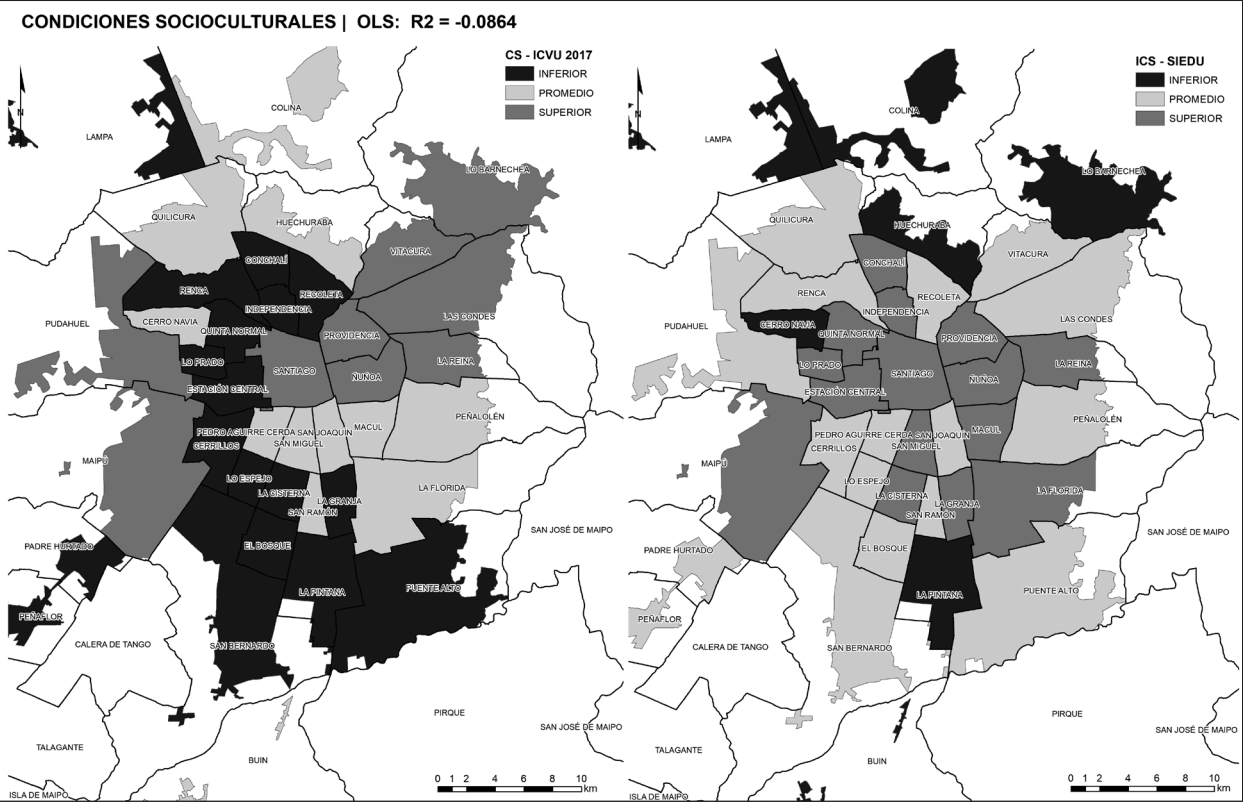 CONDICIONES SOCIOCULTURALES | OLS: R2 = -0.0864
CS - ICVU 2017
INFERIOR
PROMEDIO
SUPERIOR
N
COLINA
LAMPA
LO BARNECHEA
QUILICURA
HUECHURABA
VITACURA
CONCHALÍ
RENCA
RECOLETA
INDEPENDENCIA
LAS CONDES
CERRO NAVIA
PUDAHUEL
QUINTA NORMAL
PROVIDENCIA
LO PRADO
LA REINA
SANTIAGO
ÑUÑOA
ESTACIÓN CENTRAL
PEÑALOLÉN
MACUL
PEDRO AGUIRRE CERDA
SAN JOAQUÍN
SAN MIGUEL
CERRILLOS
MAIPÚ
LO ESPEJO
LA CISTERNA
LA GRANJA
LA FLORIDA
SAN RAMÓN
SAN JOSÉ DE MAIPO
PADRE HURTADO
EL BOSQUE
LA PINTANA
PUENTE ALTO
PEÑAFLOR
CALERA DE TANGO
SAN BERNARDO
PIRQUE
SAN JOSÉ DE MAIPO
TALAGANTE
BUIN
ISLA DE MAIPO
0 1 2 4 6 8 10
km
ICS - SIEDU
INFERIOR
PROMEDIO
SUPERIOR
N
COLINA
LAMPA
LO BARNECHEA
QUILICURA
HUECHURABA
VITACURA
CONCHALÍ
RENCA
RECOLETA
INDEPENDENCIA
LAS CONDES
CERRO NAVIA
PUDAHUEL
QUINTA NORMAL
PROVIDENCIA
LO PRADO
LA REINA
SANTIAGO
ÑUÑOA
ESTACIÓN CENTRAL
PEÑALOLÉN
MACUL
PEDRO AGUIRRE CERDA
SAN JOAQUÍN
SAN MIGUEL
CERRILLOS
MAIPÚ
LO ESPEJO
LA CISTERNA
LA GRANJA
LA FLORIDA
SAN RAMÓN
SAN JOSÉ DE MAIPO
PADRE HURTADO
EL BOSQUE
LA PINTANA
PUENTE ALTO
PEÑAFLOR
CALERA DE TANGO
SAN BERNARDO
PIRQUE
SAN JOSÉ DE MAIPO
TALAGANTE
BUIN
ISLA DE MAIPO
0 1 2 4 6 8 10
km